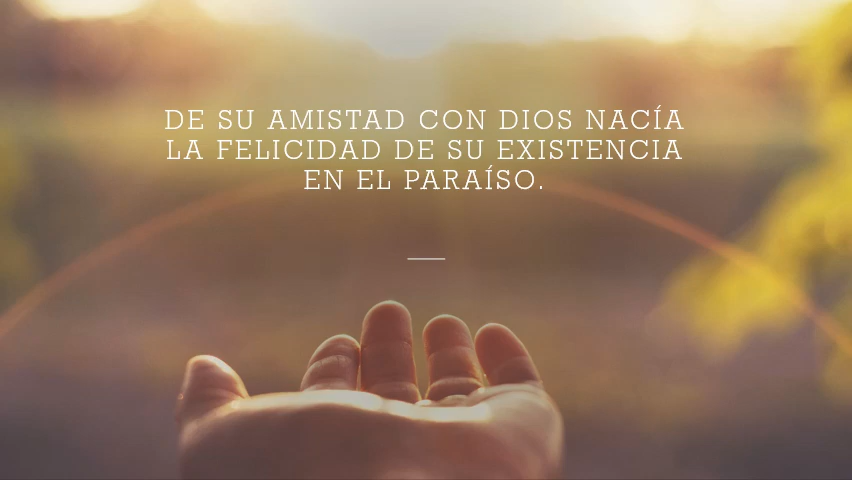 DE SU AMISTAD CON DIOS NACÍA
LA FELICIDAD DE SU EXISTENCIA
EN EL PARAÍSO.